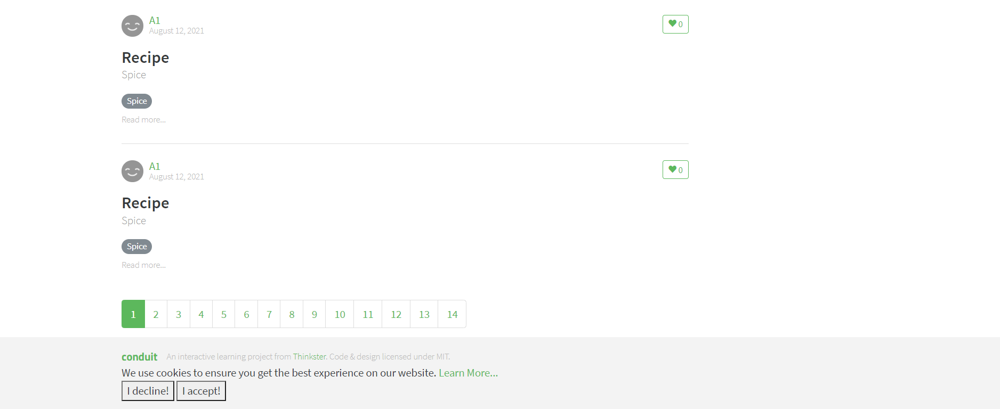 A1
August 12, 2021
0
Recipe
Spice
Spice
Read more...
A1
August 12, 2021
0
Recipe
Spice
Spice
Read more...
1 2 3 4 5 6 7 8 9 10 11 12 13 14
conduit An interactive learning project from Thinkster. Code & design licensed under MIT.
We use cookies to ensure you get the best experience on our website. Learn More...
I decline! I accept!